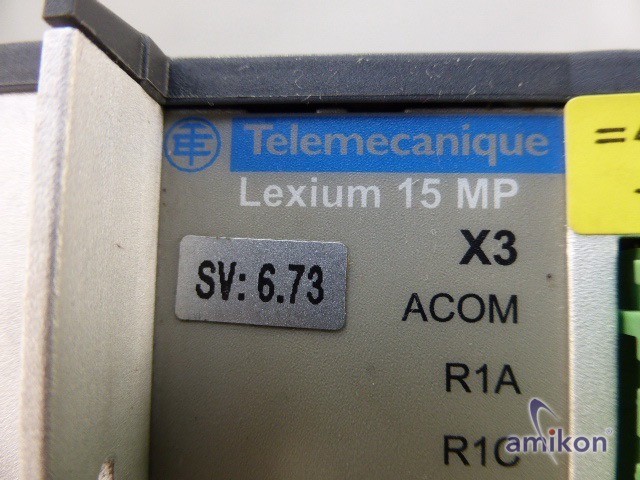 Telemecanique
Lexium 15 MP
X3
SV: 6.73
ACOM
R1A
R1C
amikon